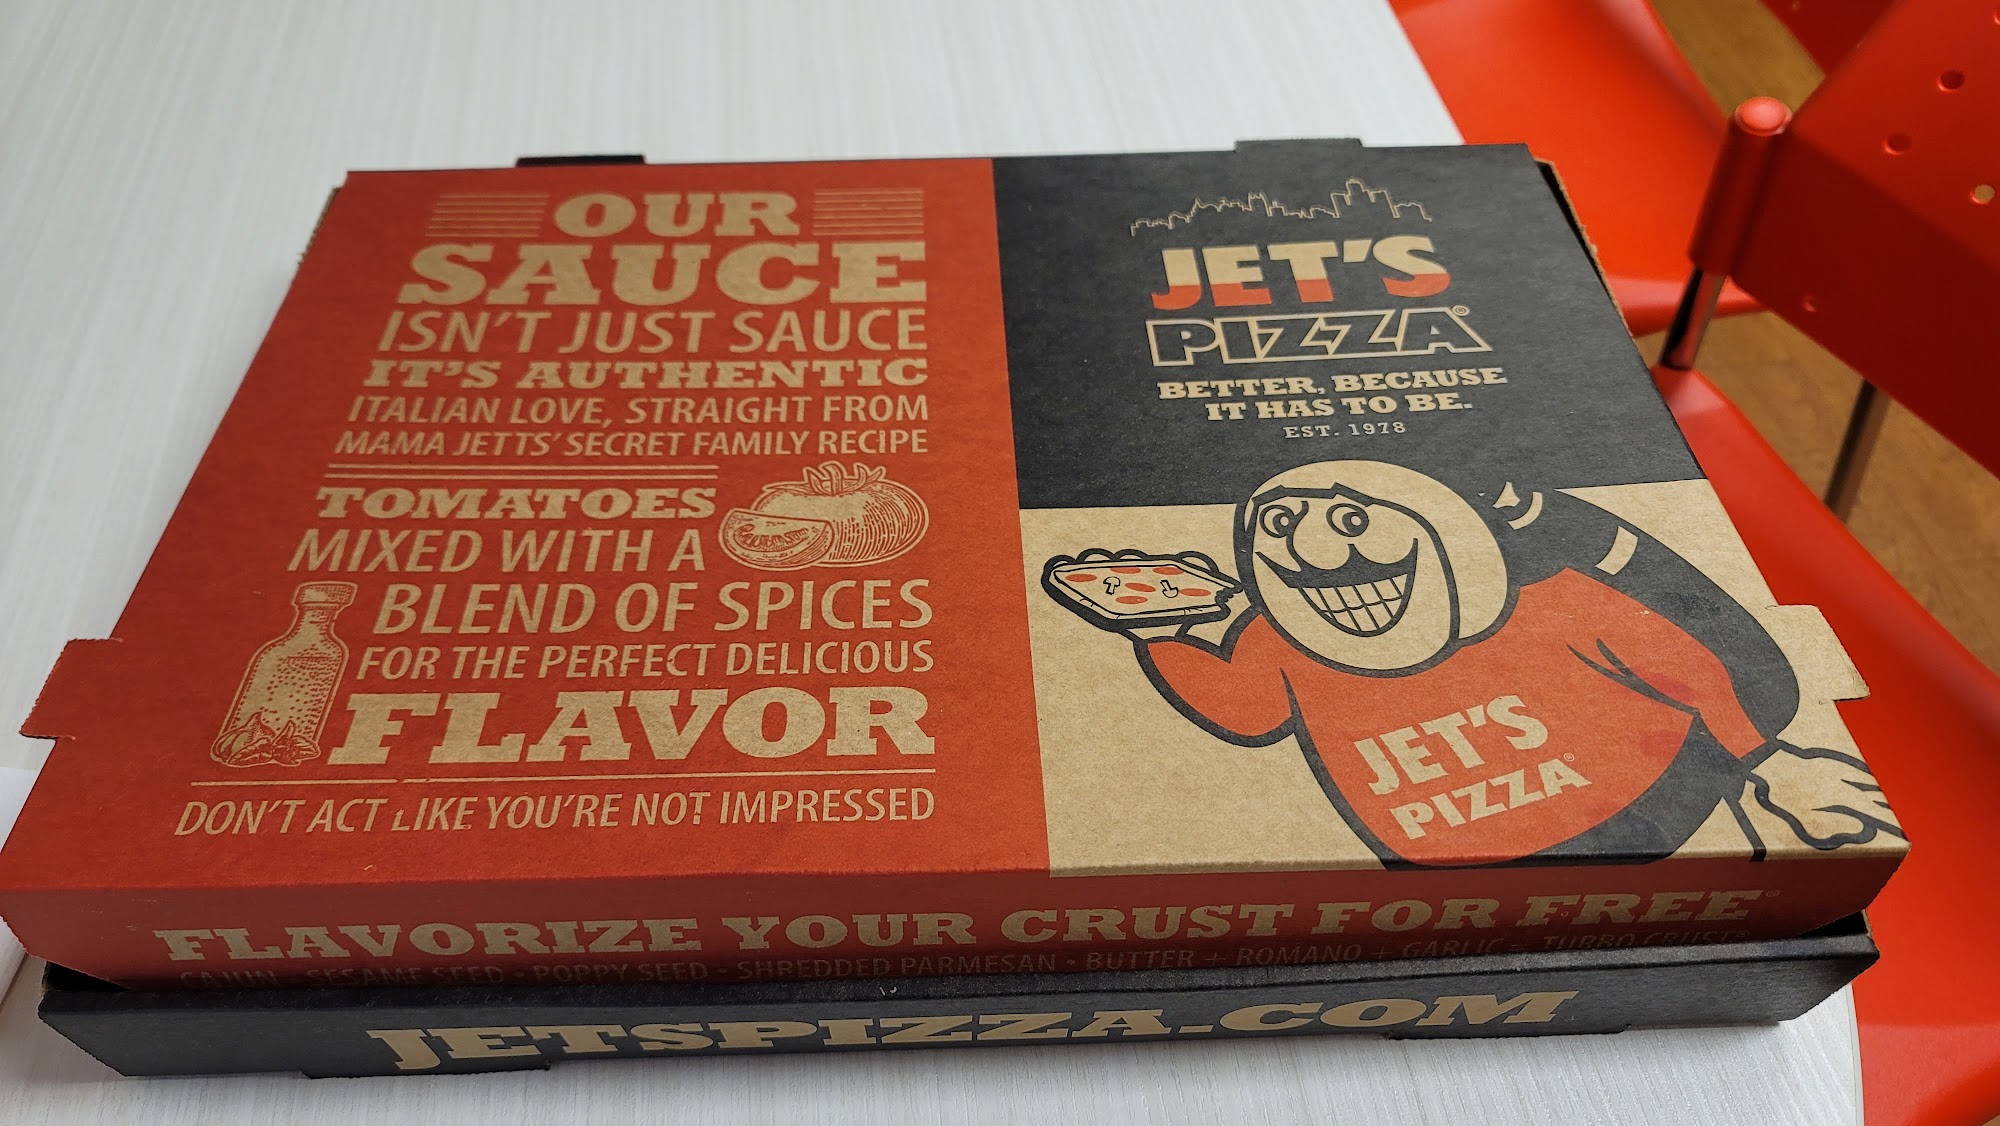 OUR
SAUCE
ISN'T JUST SAUCE
IT'S AUTHENTIC
ITALIAN LOVE, STRAIGHT FROM
MAMA JETTS' SECRET FAMILY RECIPE
TOMATOES
MIXED WITH A
BLEND OF SPICES
FOR THE PERFECT DELICIOUS
FLAVOR
DON'T ACT LIKE YOU'RE NOT IMPRESSED
JET'S
PIZZA®
BETTER, BECAUSE
IT HAS TO BE.
EST. 1978
JET'S
PIZZA®
FLAVORIZE YOUR CRUST FOR FREE®
CAJUN • SESAME SEED • POPPY SEED • SHREDDED PARMESAN • BUTTER + ROMANO + GARLIC = TURBO CRUST®
JETSPIZZA.COM